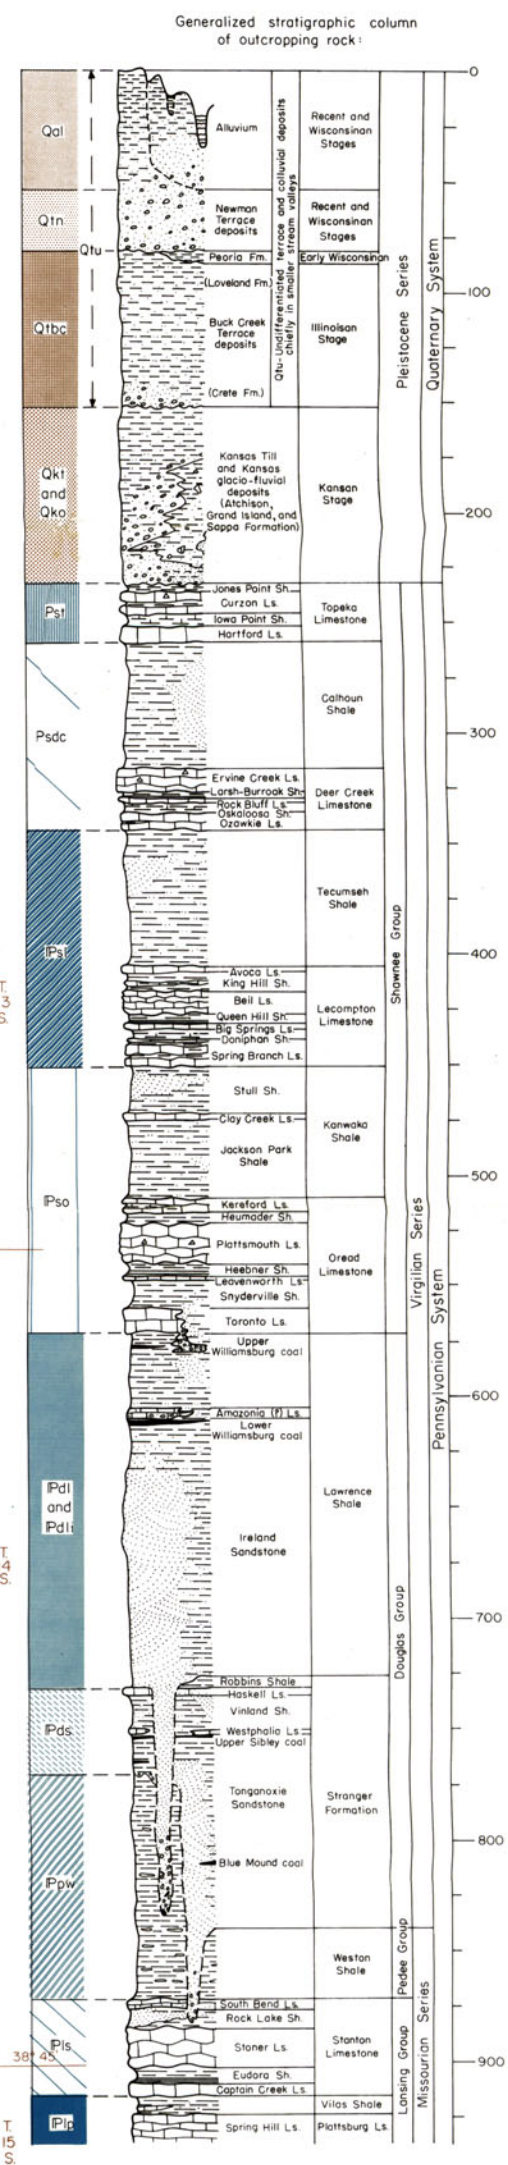 Generalized stratigraphic column
of outcropping rock:
0
100
200
300
400
500
600
700
800
900
Qal
Qtn
Qtu
Qtbc
Qkt
and
Qko
Pst
Psdc
IPsl
IPso
IPdl
and
IPdli
IPds
IPpw
IPls
IPlp
T.
13
S.
T.
14
S.
38° 45'
T.
15
S.
Alluvium
Newman
Terrace
deposits
Peoria Fm.
(Loveland Fm.)
Buck Creek
Terrace
deposits
(Crete Fm.)
Qtu-Undifferentiated terrace and colluvial deposits
chiefly in smaller stream valleys
Kansas Till
and Kansas
glacio-fluvial
deposits
(Atchison,
Grand Island, and
Sappa Formation)
Jones Point Sh.
Curzon Ls.
Iowa Point Sh.
Hartford Ls.
Ervine Creek Ls.
Larsh-Burroak Sh.
Rock Bluff Ls.
Oskaloosa Sh.
Ozawkie Ls.
Avoca Ls.
King Hill Sh.
Beil Ls.
Queen Hill Sh.
Big Springs Ls.
Doniphan Sh.
Spring Branch Ls.
Stull Sh.
Clay Creek Ls.
Jackson Park
Shale
Kereford Ls.
Heumader Sh.
Plattsmouth Ls.
Heebner Sh.
Leavenworth Ls.
Snyderville Sh.
Toronto Ls.
Upper
Williamsburg coal
Amazonia (?) Ls.
Lower
Williamsburg coal
Ireland
Sandstone
Robbins Shale
Haskell Ls.
Vinland Sh.
Westphalia Ls.
Upper Sibley coal
Tonganoxie
Sandstone
Blue Mound coal
South Bend Ls.
Rock Lake Sh.
Stoner Ls.
Eudora Sh.
Captain Creek Ls.
Spring Hill Ls.
Recent and
Wisconsinan
Stages
Recent and
Wisconsinan
Stages
Early Wisconsinan
Illinoisan
Stage
Kansan
Stage
Topeka
Limestone
Calhoun
Shale
Deer Creek
Limestone
Tecumseh
Shale
Lecompton
Limestone
Kanwaka
Shale
Oread
Limestone
Lawrence
Shale
Stranger
Formation
Weston
Shale
Stanton
Limestone
Vilas Shale
Plattsburg Ls.
Shawnee Group
Douglas Group
Pedee Group
Lansing Group
Pleistocene Series
Virgilian Series
Missourian Series
Quaternary System
Pennsylvanian System